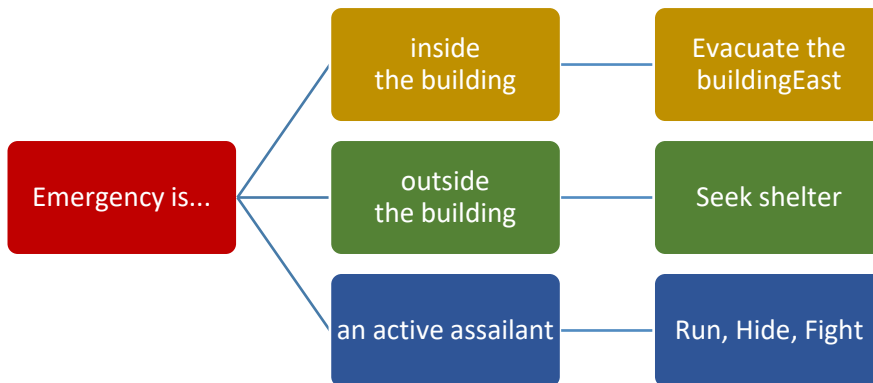 Emergency is...
inside
the building
Evacuate the
buildingEast
outside
the building
Seek shelter
an active assailant
Run, Hide, Fight